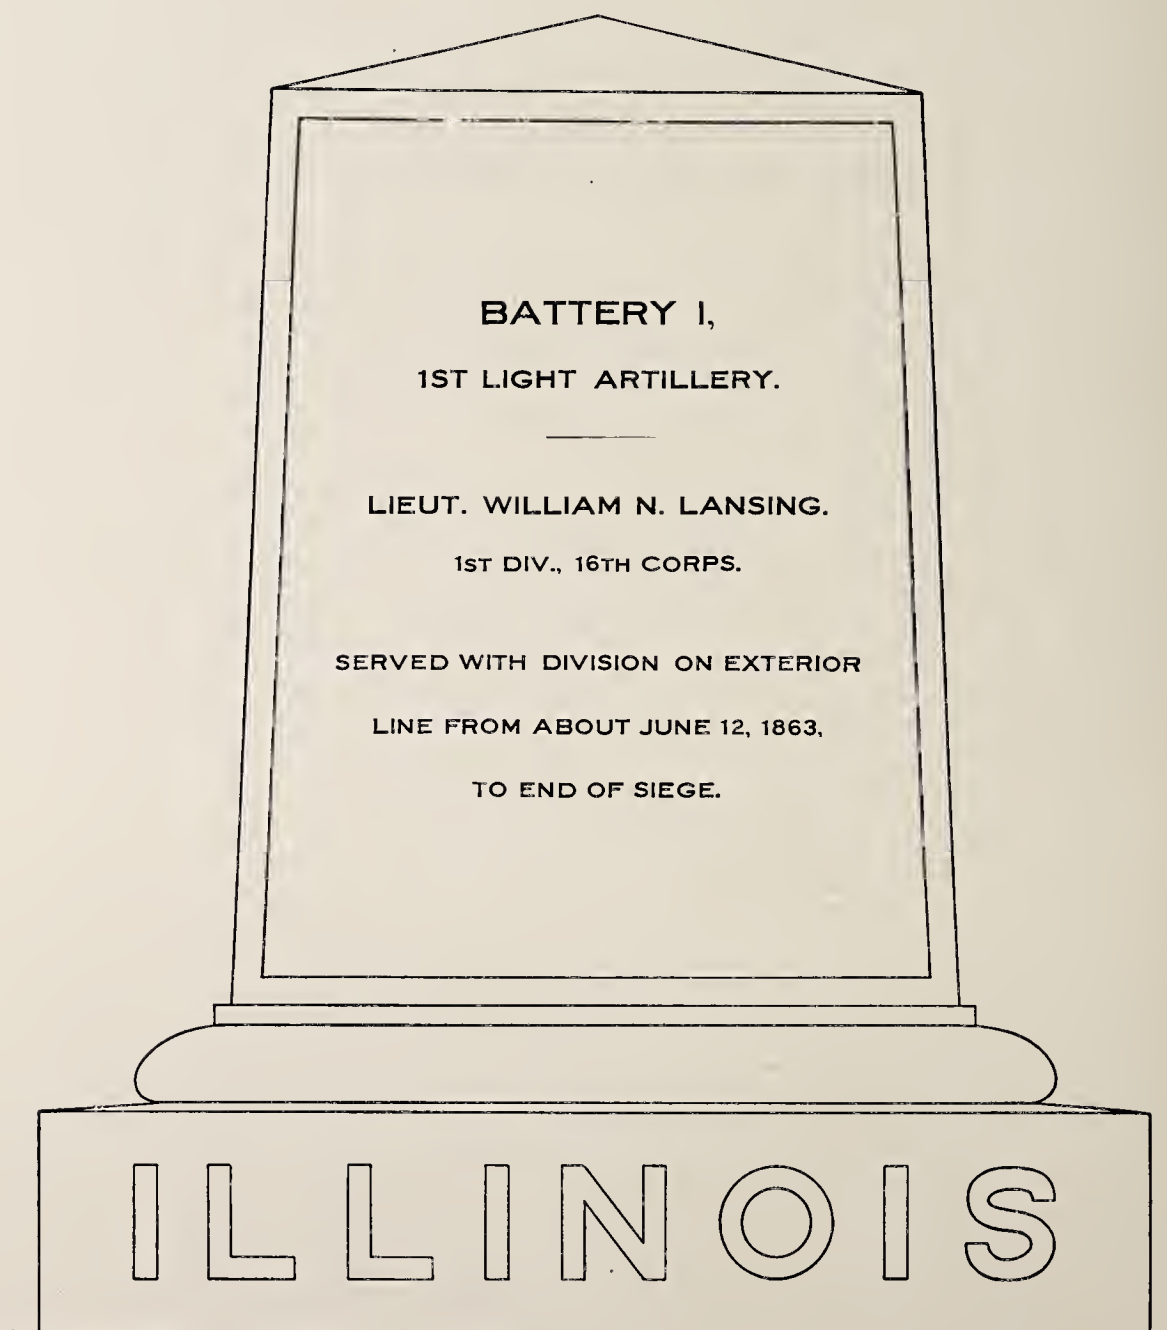 BATTERY I,
1ST LIGHT ARTILLERY.
LIEUT. WILLIAM N. LANSING.
1ST DIV., 16TH CORPS.
SERVED WITH DIVISION ON EXTERIOR
LINE FROM ABOUT JUNE 12, 1863,
TO END OF SIEGE.
ILLINOIS